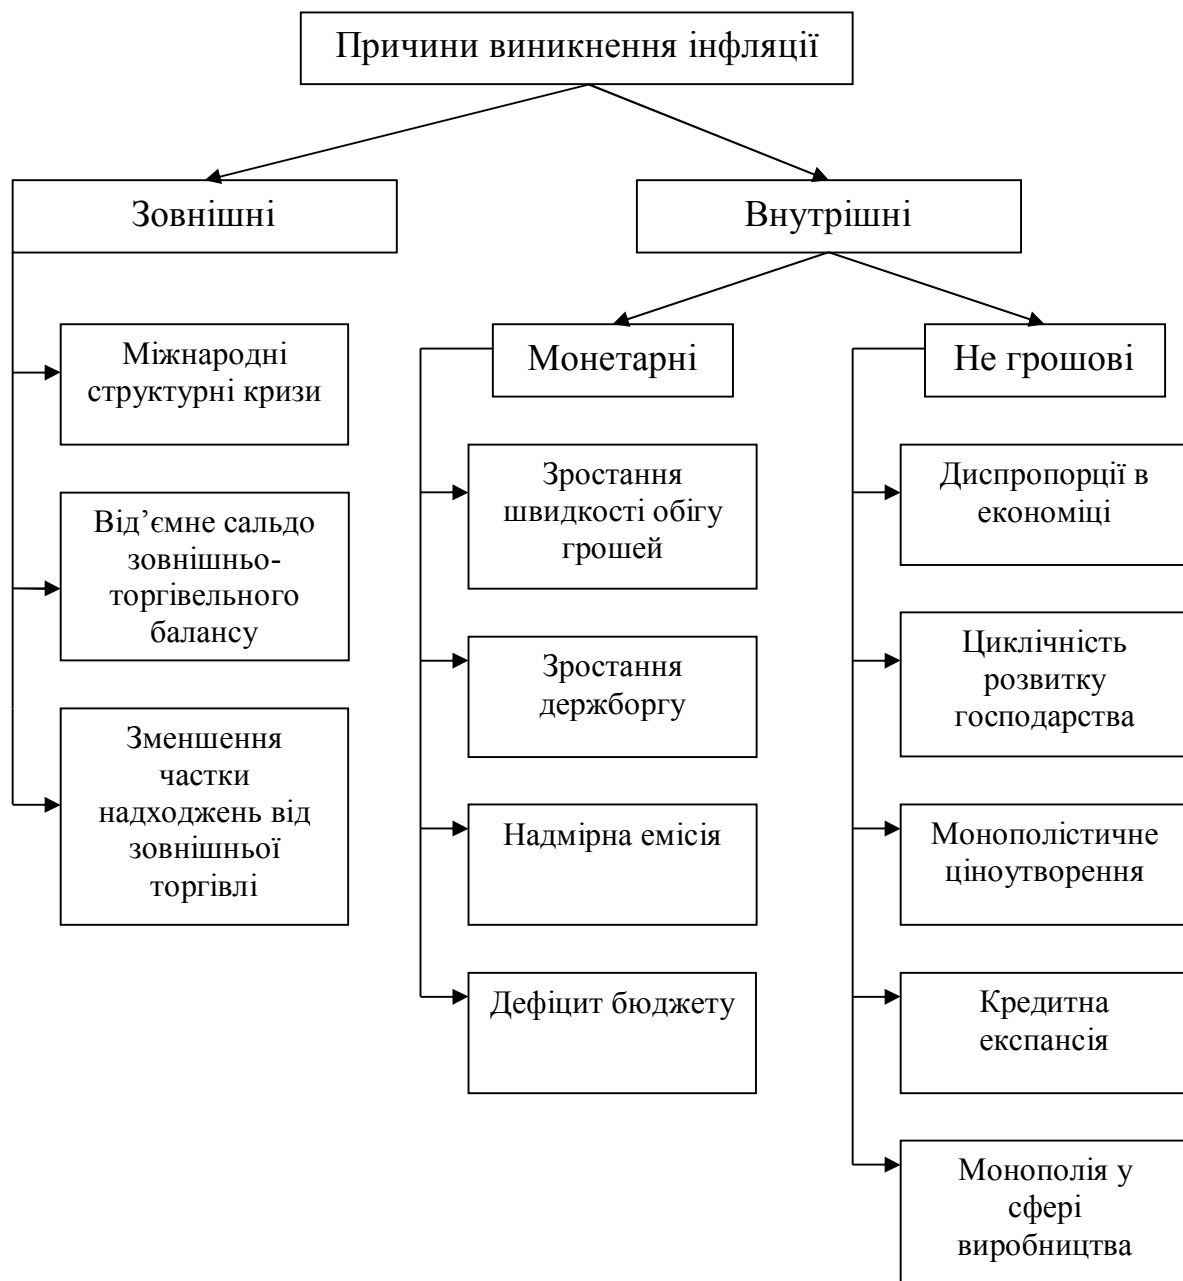 Причини виникнення інфляції
Зовнішні
Внутрішні
Міжнародні
структурні кризи
Від’ємне сальдо
зовнішньо-
торгівельного
балансу
Зменшення
частки
надходжень від
зовнішньої
торгівлі
Монетарні
Зростання
швидкості обігу
грошей
Зростання
держборгу
Надмірна емісія
Дефіцит бюджету
Не грошові
Диспропорції в
економіці
Циклічність
розвитку
господарства
Монополістичне
ціноутворення
Кредитна
експансія
Монополія у
сфері
виробництва